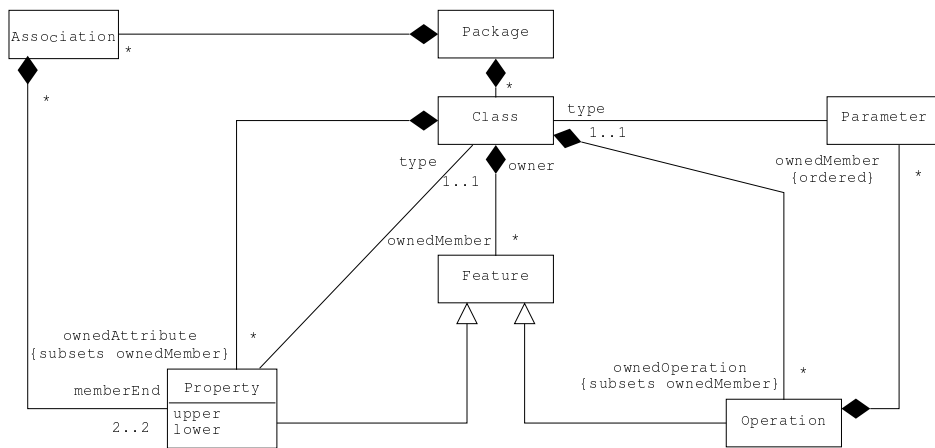 Association
Package
*
*
*
Class
type
Parameter
1..1
type
owner
ownedMember
{ordered}
*
1..1
ownedMember
*
Feature
ownedAttribute
*
{subsets ownedMember}
ownedOperation
*
{subsets ownedMember}
memberEnd
Property
upper
2..2
lower
Operation